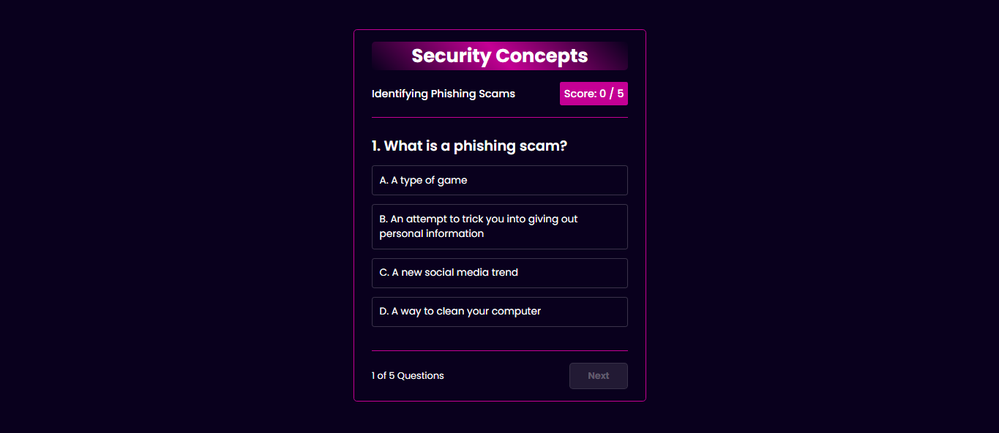 Security Concepts
Identifying Phishing Scams
Score: 0 / 5
1. What is a phishing scam?
A. A type of game
B. An attempt to trick you into giving out
personal information
C. A new social media trend
D. A way to clean your computer
1 of 5 Questions
Next